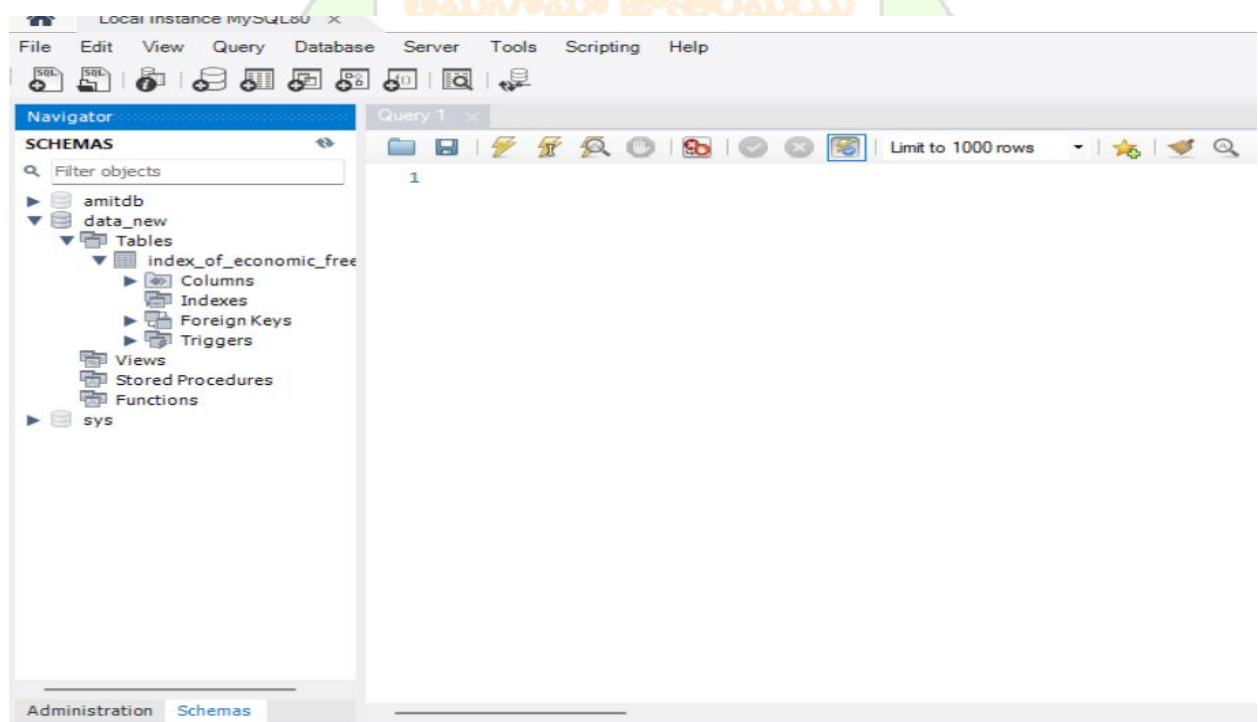 Local instance MySQL80 ×
File Edit View Query Database Server Tools Scripting Help
Navigator
Query 1 ×
SCHEMAS
Limit to 1000 rows
Filter objects
1
amitdb
data_new
Tables
index_of_economic_free
Columns
Indexes
Foreign Keys
Triggers
Views
Stored Procedures
Functions
sys
Administration Schemas